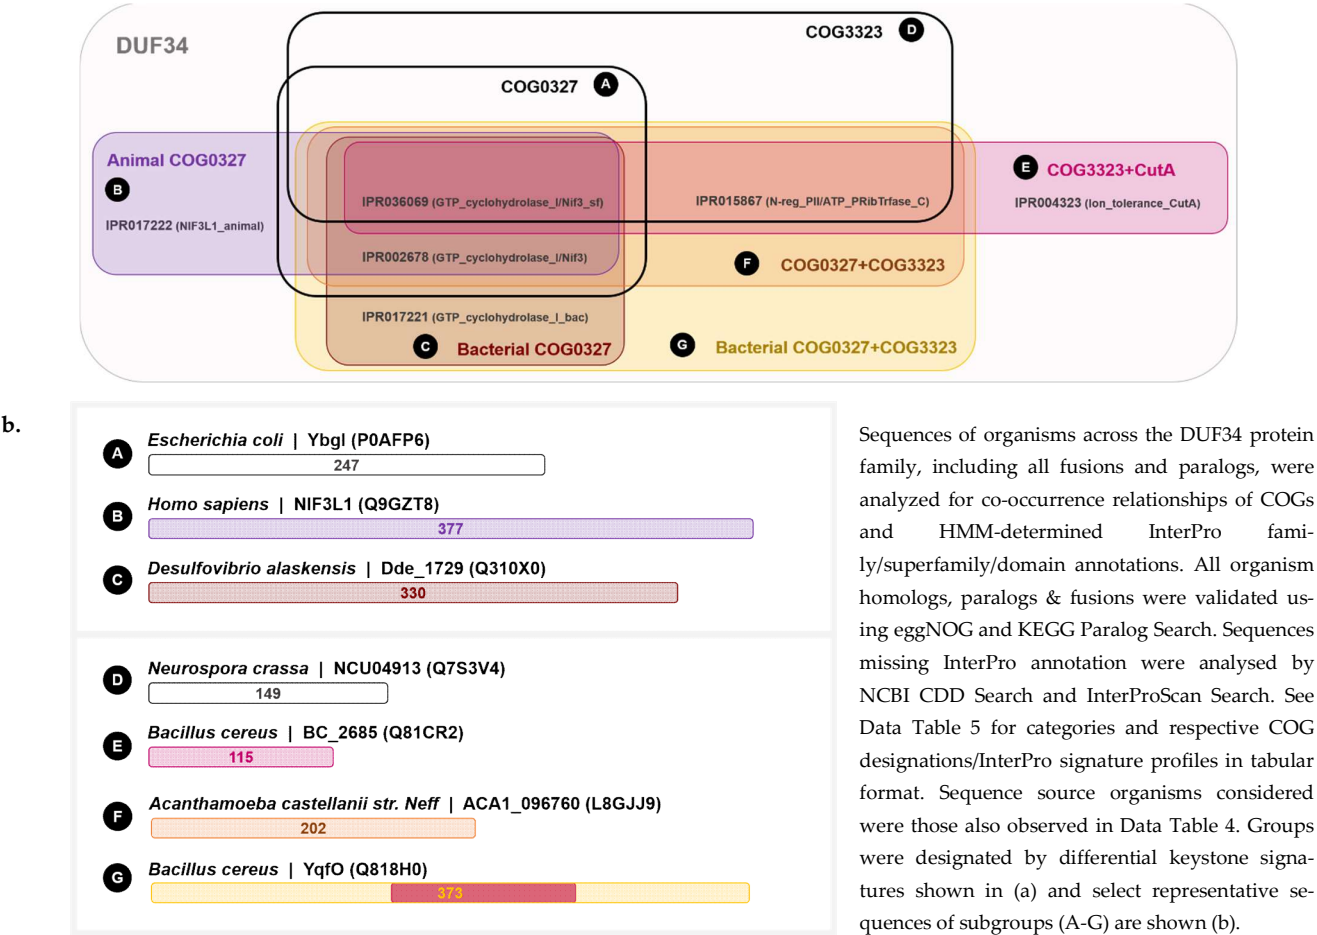 DUF34
COG3323 D
COG0327 A
Animal COG0327
B
IPR017222 (NIF3L1_animal)
IPR036069 (GTP_cyclohydrolase_I/Nif3_sf)
IPR015867 (N-reg_PII/ATP_PRibTrfase_C)
E COG3323+CutA
IPR004323 (Ion_tolerance_CutA)
IPR002678 (GTP_cyclohydrolase_I/Nif3)
F COG0327+COG3323
IPR017221 (GTP_cyclohydrolase_I_bac)
C Bacterial COG0327
G Bacterial COG0327+COG3323
b.
A Escherichia coli | YbgI (P0AFP6)
247
B Homo sapiens | NIF3L1 (Q9GZT8)
377
C Desulfovibrio alaskensis | Dde_1729 (Q310X0)
330
D Neurospora crassa | NCU04913 (Q7S3V4)
149
E Bacillus cereus | BC_2685 (Q81CR2)
115
F Acanthamoeba castellanii str. Neff | ACA1_096760 (L8GJJ9)
202
G Bacillus cereus | YqfO (Q818H0)
373
Sequences of organisms across the DUF34 protein
family, including all fusions and paralogs, were
analyzed for co-occurrence relationships of COGs
and HMM-determined InterPro fami-
ly/superfamily/domain annotations. All organism
homologs, paralogs & fusions were validated us-
ing eggNOG and KEGG Paralog Search. Sequences
missing InterPro annotation were analysed by
NCBI CDD Search and InterProScan Search. See
Data Table 5 for categories and respective COG
designations/InterPro signature profiles in tabular
format. Sequence source organisms considered
were those also observed in Data Table 4. Groups
were designated by differential keystone signa-
tures shown in (a) and select representative se-
quences of subgroups (A-G) are shown (b).